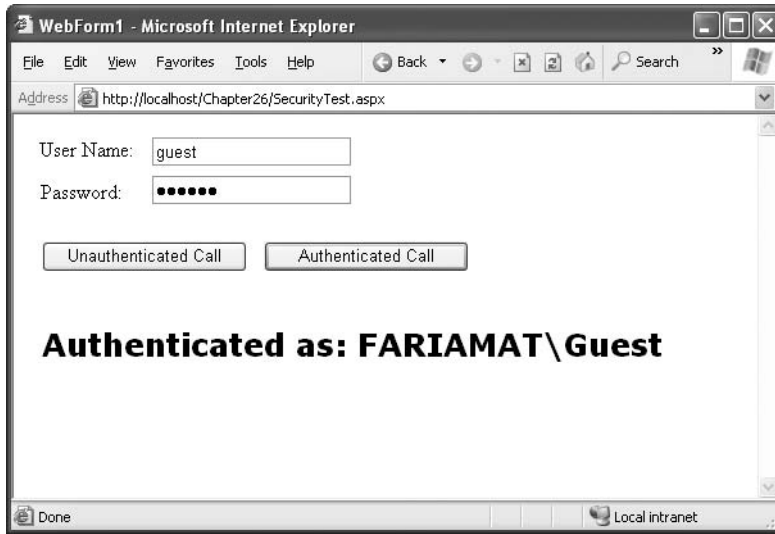 WebForm1 - Microsoft Internet Explorer
File Edit View Favorites Tools Help Back Search »
Address http://localhost/Chapter26/SecurityTest.aspx
User Name: guest
Password: ●●●●●●
Unauthenticated Call Authenticated Call
Authenticated as: FARIAMAT\Guest
Done Local intranet